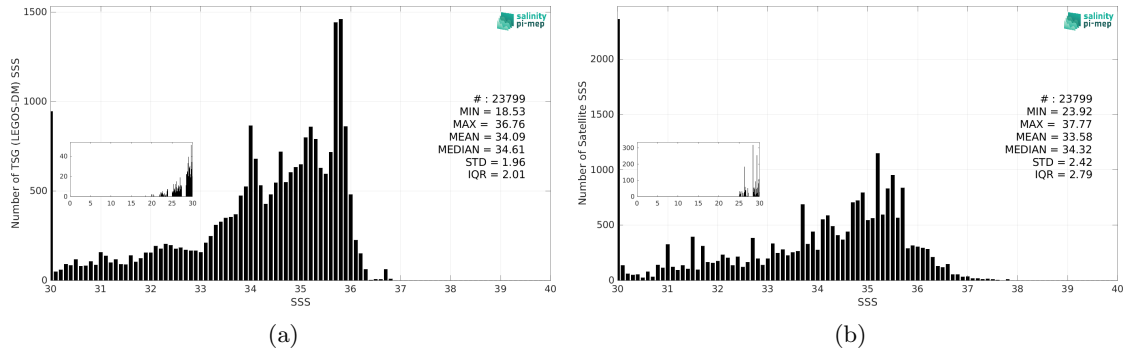 salinity
pi-mep
# : 23799
MIN = 18.53
MAX = 36.76
MEAN = 34.09
MEDIAN = 34.61
STD = 1.96
IQR = 2.01
Number of TSG (LEGOS-DM) SSS
1500
1000
500
0
40
20
0
0 5 10 15 20 25 30
30 31 32 33 34 35 36 37 38 39 40
SSS
(a)
salinity
pi-mep
# : 23799
MIN = 23.92
MAX = 37.77
MEAN = 33.58
MEDIAN = 34.32
STD = 2.42
IQR = 2.79
Number of Satellite SSS
2000
1500
1000
500
0
300
200
100
0
0 5 10 15 20 25 30
30 31 32 33 34 35 36 37 38 39 40
SSS
(b)